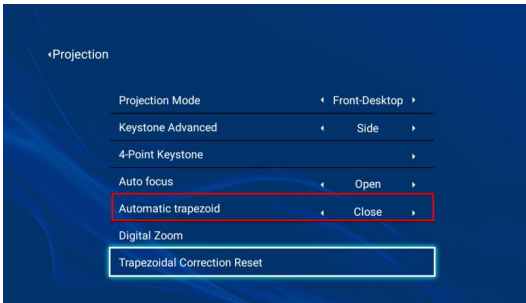 Projection
Projection Mode Front-Desktop
Keystone Advanced Side
4-Point Keystone
Auto focus Open
Automatic trapezoid Close
Digital Zoom
Trapezoidal Correction Reset